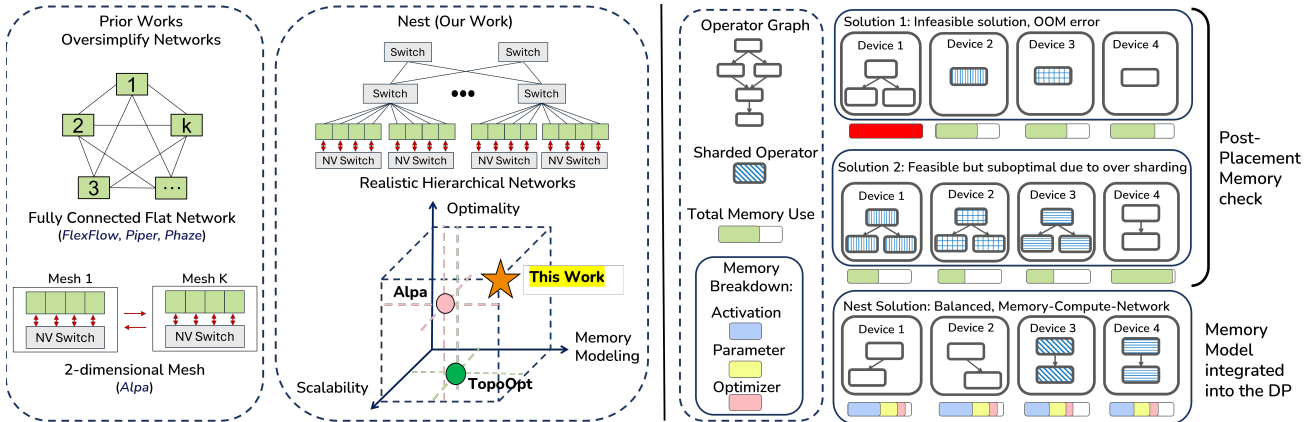 Prior Works
Oversimplify Networks
1
2
k
3
...
Fully Connected Flat Network
(FlexFlow, Piper, Phaze)
Mesh 1
Mesh K
NV Switch
NV Switch
2-dimensional Mesh
(Alpa)
Nest (Our Work)
Switch
Switch
Switch
Switch
NV Switch
NV Switch
NV Switch
NV Switch
Realistic Hierarchical Networks
Optimality
This Work
Alpa
Memory
Modeling
TopoOpt
Scalability
Operator Graph
Sharded Operator
Total Memory Use
Memory
Breakdown:
Activation
Parameter
Optimizer
Solution 1: Infeasible solution, OOM error
Device 1
Device 2
Device 3
Device 4
Solution 2: Feasible but suboptimal due to over sharding
Device 1
Device 2
Device 3
Device 4
Nest Solution: Balanced, Memory-Compute-Network
Device 1
Device 2
Device 3
Device 4
Post-
Placement
Memory
check
Memory
Model
integrated
into the DP